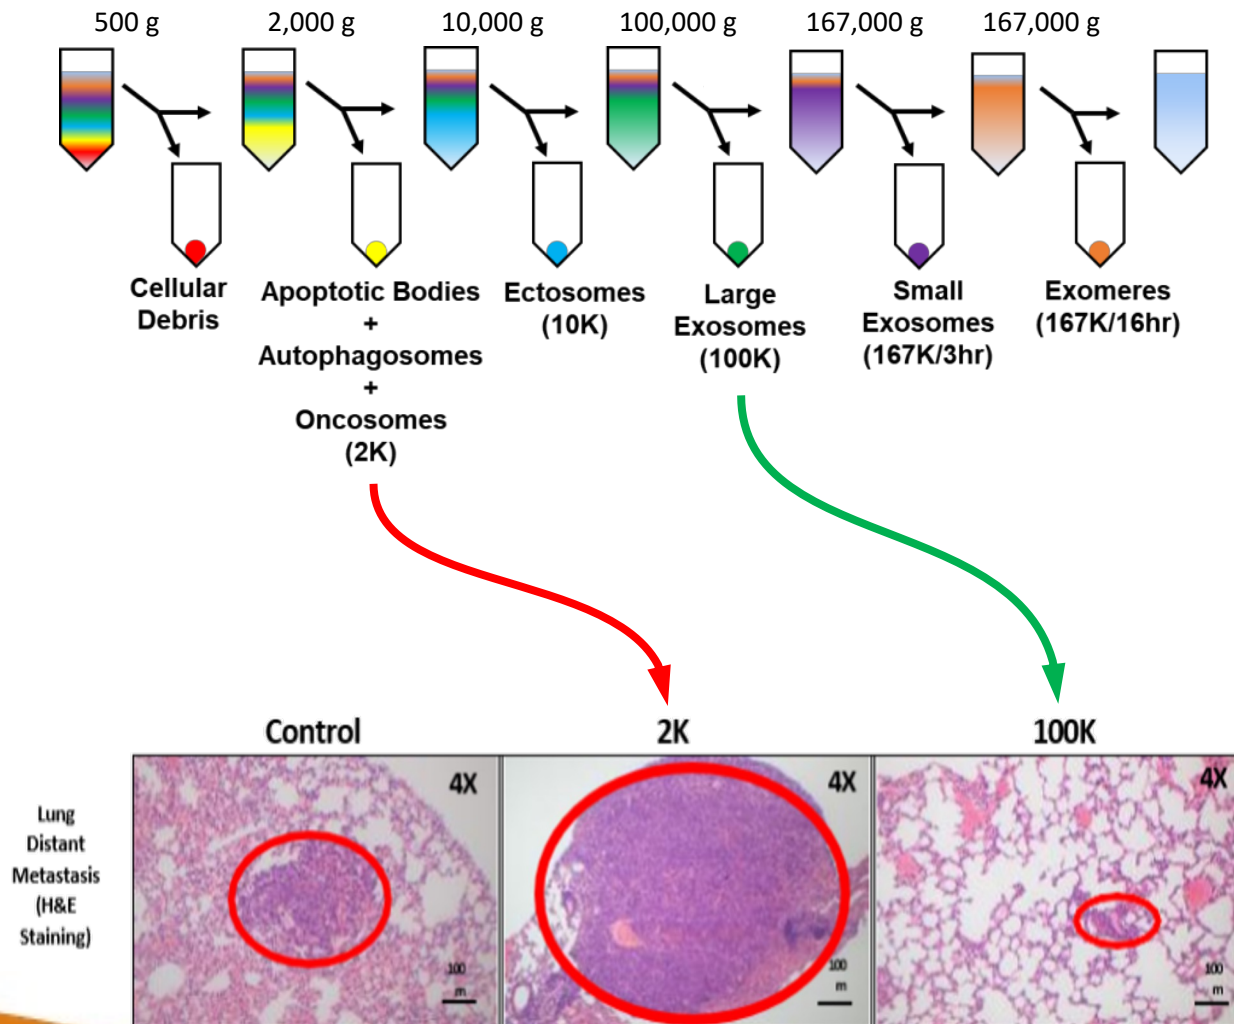 500 g
2,000 g
10,000 g
100,000 g
167,000 g
167,000 g
Cellular
Debris
Apoptotic Bodies
+
Autophagosomes
+
Oncosomes
(2K)
Ectosomes
(10K)
Large
Exosomes
(100K)
Small
Exosomes
(167K/3hr)
Exomeres
(167K/16hr)
Control
2K
100K
Lung
Distant
Metastasis
(H&E
Staining)
4X
100
m
4X
100
m
4X
100
m